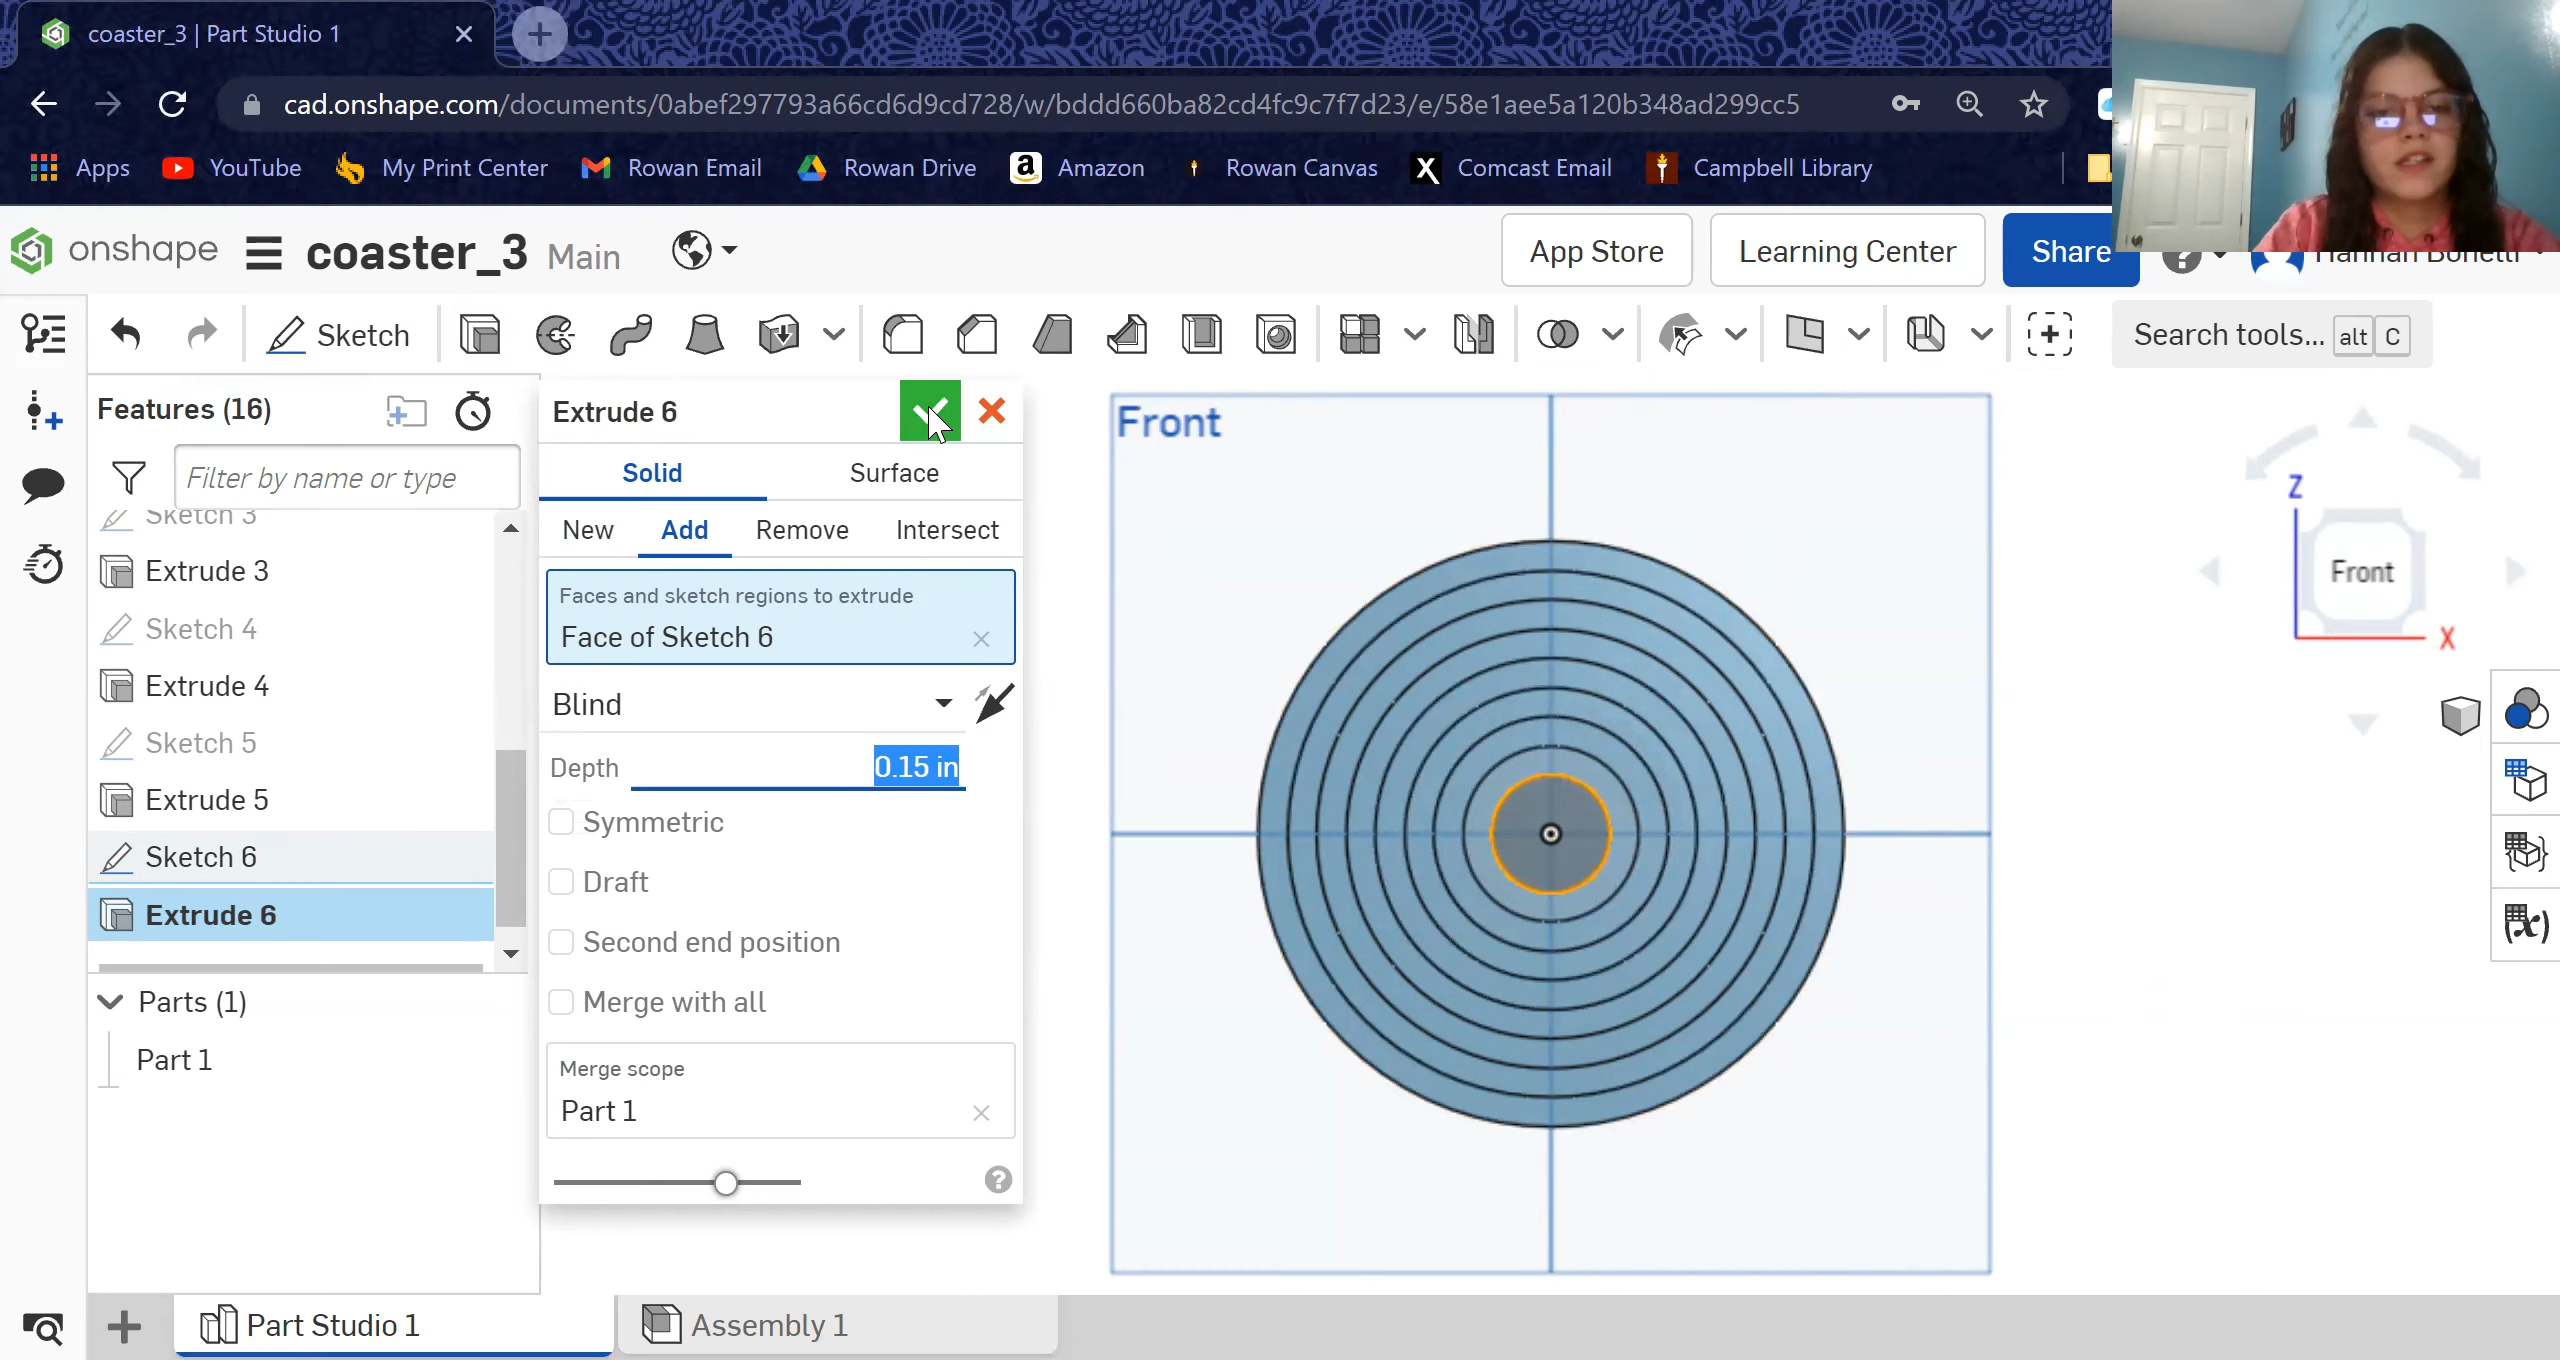 coaster_3 | Part Studio 1
cad.onshape.com/documents/0abef297793a66cd6d9cd728/w/bddd660ba82cd4fc9c7f7d23/e/58e1aee5a120b348ad299cc5
Apps YouTube My Print Center Rowan Email Rowan Drive Amazon Rowan Canvas Comcast Email Campbell Library
onshape coaster_3 Main App Store Learning Center Share Hannah Bonetti
Sketch Search tools... alt C
Features (16)
Filter by name or type
Sketch 3
Extrude 3
Sketch 4
Extrude 4
Sketch 5
Extrude 5
Sketch 6
Extrude 6
Parts (1)
Part 1
Extrude 6
Solid Surface
New Add Remove Intersect
Faces and sketch regions to extrude
Face of Sketch 6
Blind
Depth 0.15 in
Symmetric
Draft
Second end position
Merge with all
Merge scope
Part 1
Front
Z
Front
X
Part Studio 1 Assembly 1